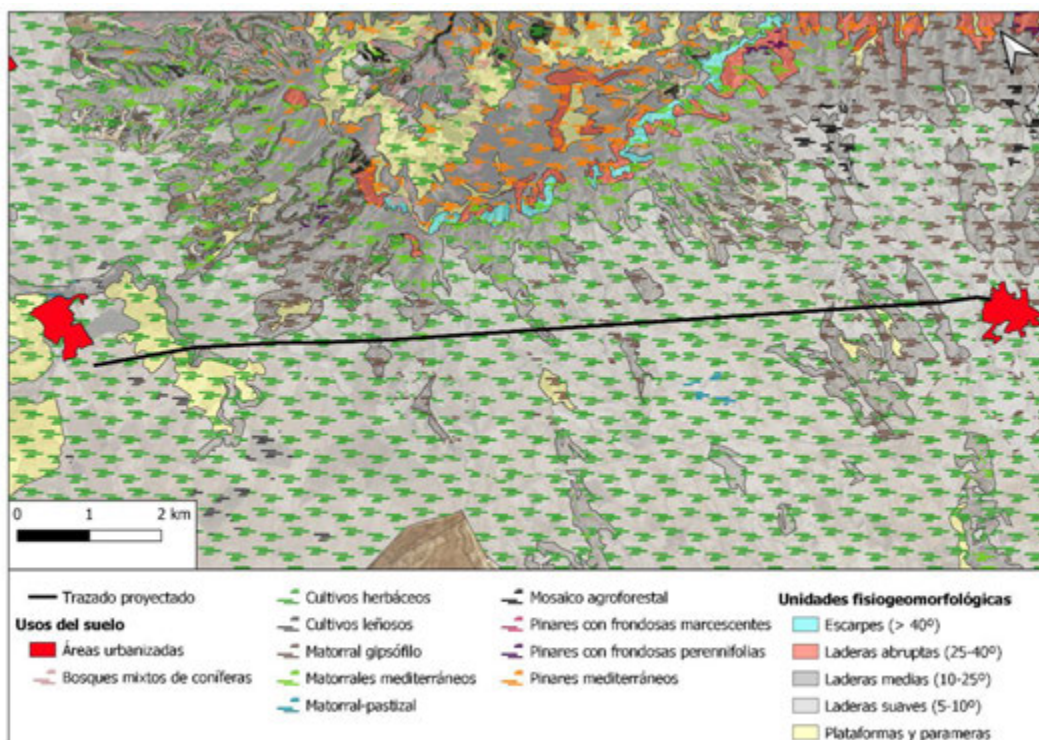 0 1 2 km
Trazado proyectado
Usos del suelo
Áreas urbanizadas
Bosques mixtos de coníferas
Cultivos herbáceos
Cultivos leñosos
Matorral gipsófilo
Matorrales mediterráneos
Matorral-pastizal
Mosaico agroforestal
Pinares con frondosas marcescentes
Pinares con frondosas perennifolias
Pinares mediterráneos
Unidades fisiogeomorfológicas
Escarpes (> 40º)
Laderas abruptas (25-40º)
Laderas medias (10-25º)
Laderas suaves (5-10º)
Plataformas y parameras